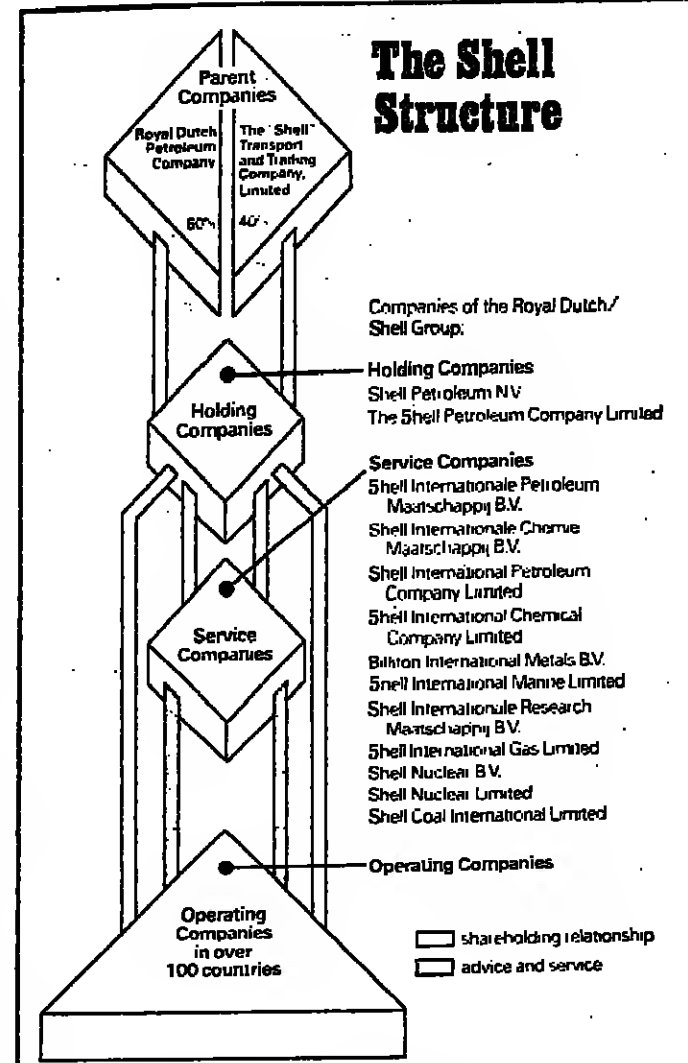 The Shell
Structure
Parent
Companies
Royal Dutch
Petroleum
Company
60%
The "Shell"
Transport
and Trading
Company,
Limited
40%
Companies of the Royal Dutch/
Shell Group:
Holding
Companies
Holding Companies
Shell Petroleum N.V.
The Shell Petroleum Company Limited
Service
Companies
Service Companies
Shell Internationale Petroleum
Maatschappij B.V.
Shell Internationale Chemie
Maatschappij B.V.
Shell International Petroleum
Company Limited
Shell International Chemical
Company Limited
Billiton International Metals B.V.
Shell International Marine Limited
Shell Internationale Research
Maatschappij B.V.
Shell International Gas Limited
Shell Nuclear B.V.
Shell Nuclear Limited
Shell Coal International Limited
Operating Companies
Operating
Companies
in over
100 countries
shareholding relationship
advice and service